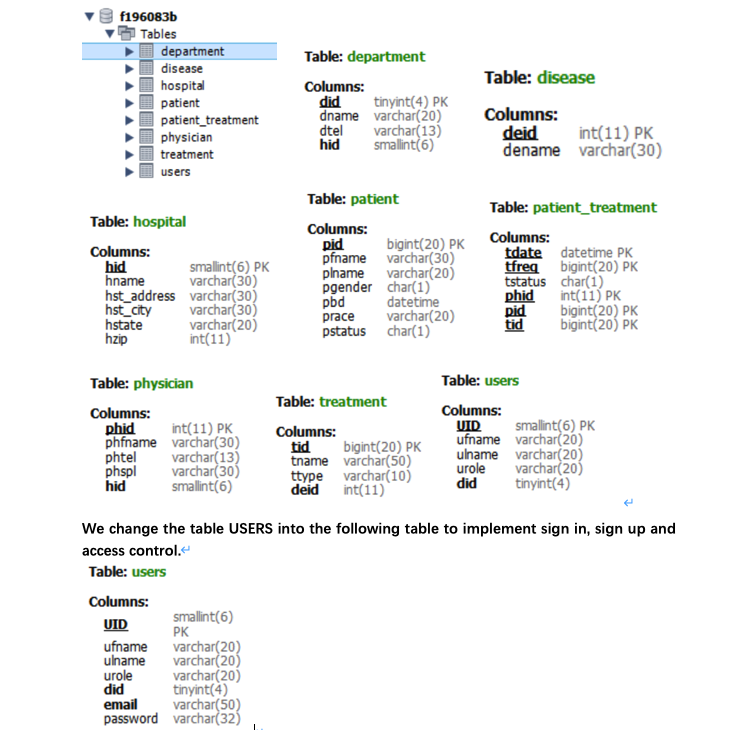 f196083b
Tables
department
disease
hospital
patient
patient_treatment
physician
treatment
users
Table: department
Columns:
did tinyint(4) PK
dname varchar(20)
dtel varchar(13)
hid smallint(6)
Table: disease
Columns:
deid int(11) PK
dename varchar(30)
Table: hospital
Columns:
hid smallint(6) PK
hname varchar(30)
hst_address varchar(30)
hst_city varchar(30)
hstate varchar(20)
hzip int(11)
Table: patient
Columns:
pid bigint(20) PK
pfname varchar(30)
plname varchar(20)
pgender char(1)
pbd datetime
prace varchar(20)
pstatus char(1)
Table: patient_treatment
Columns:
tdate datetime PK
tfreq bigint(20) PK
tstatus char(1)
phid int(11) PK
pid bigint(20) PK
tid bigint(20) PK
Table: physician
Columns:
phid int(11) PK
phfname varchar(30)
phtel varchar(13)
phspl varchar(30)
hid smallint(6)
Table: treatment
Columns:
tid bigint(20) PK
tname varchar(50)
ttype varchar(10)
deid int(11)
Table: users
Columns:
UID smallint(6) PK
ufname varchar(20)
ulname varchar(20)
urole varchar(20)
did tinyint(4)
We change the table USERS into the following table to implement sign in, sign up and
access control.
Table: users
Columns:
UID smallint(6)
PK
ufname varchar(20)
ulname varchar(20)
urole varchar(20)
did tinyint(4)
email varchar(50)
password varchar(32)